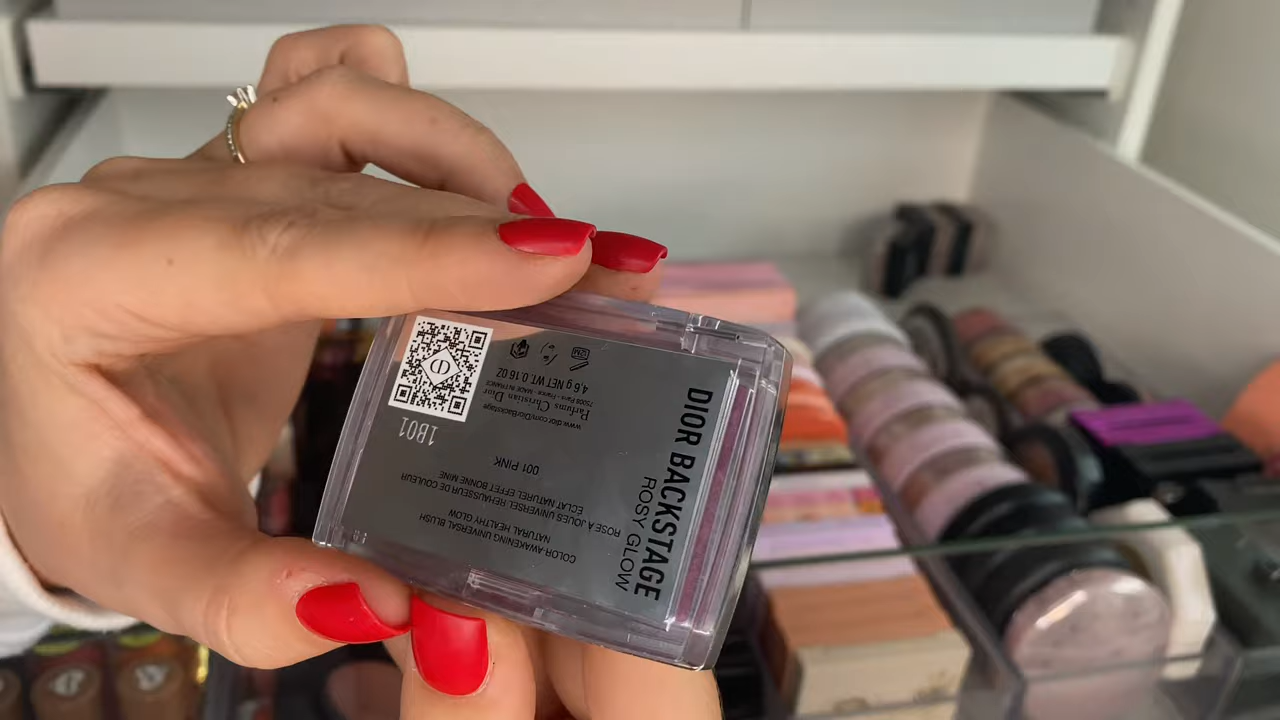 DIOR BACKSTAGE
ROSY GLOW
COLOR-AWAKENING UNIVERSAL BLUSH
NATURAL HEALTHY GLOW
ROSE À JOUES UNIVERSEL REHAUSSEUR DE COULEUR
ÉCLAT NATUREL EFFET BONNE MINE
001 PINK
1B01
www.dior.com/DiorBackstage
Parfums Christian Dior
75008 Paris - France - MADE IN FRANCE
4,6 g NET WT. 0.16 OZ
12M
CD